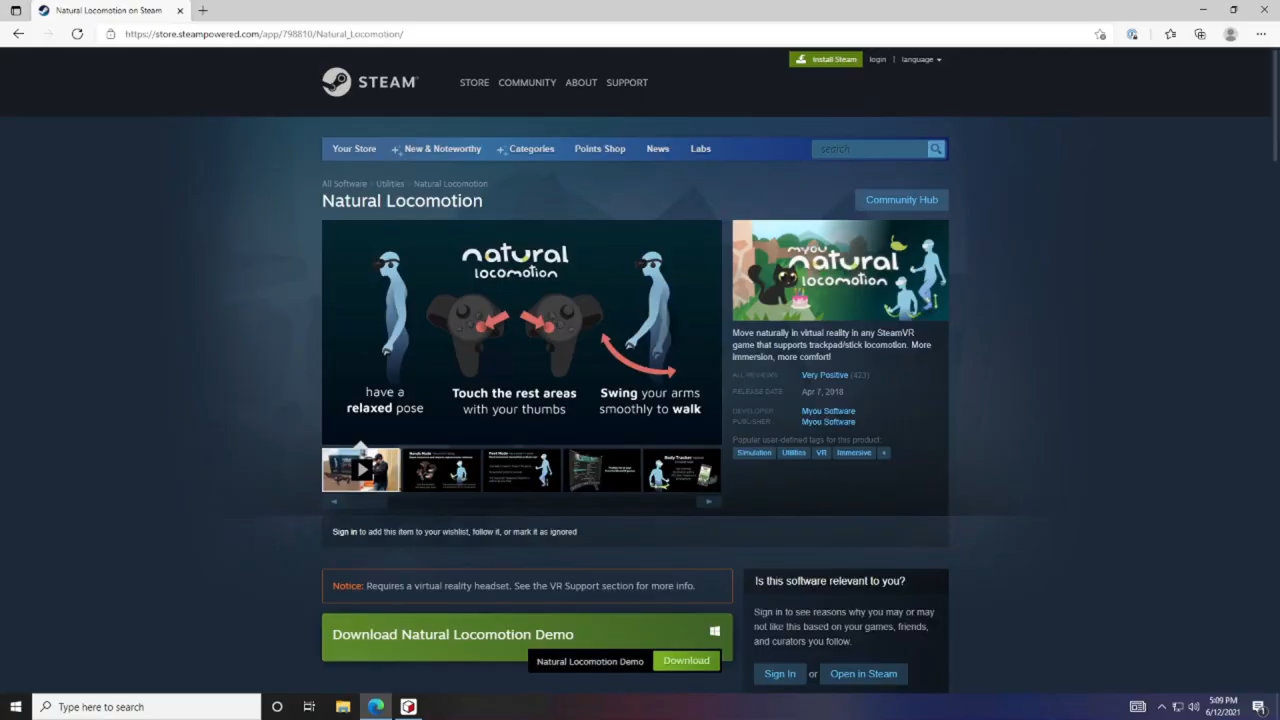 Natural Locomotion on Steam
https://store.steampowered.com/app/798810/Natural_Locomotion/
Install Steam login | language
STEAM®
STORE COMMUNITY ABOUT SUPPORT
Your Store New & Noteworthy Categories Points Shop News Labs
search
All Software > Utilities > Natural Locomotion
Natural Locomotion
Community Hub
natural
locomotion
have a
relaxed pose
Touch the rest areas
with your thumbs
Swing your arms
smoothly to walk
myou
natural
locomotion
Move naturally in virtual reality in any SteamVR
game that supports trackpad/stick locomotion. More
immersion, more comfort!
ALL REVIEWS: Very Positive (423)
RELEASE DATE: Apr 7, 2018
DEVELOPER: Myou Software
PUBLISHER: Myou Software
Popular user-defined tags for this product:
Simulation Utilities VR Immersive +
Sign in to add this item to your wishlist, follow it, or mark it as ignored
Notice: Requires a virtual reality headset. See the VR Support section for more info.
Download Natural Locomotion Demo
Natural Locomotion Demo Download
Is this software relevant to you?
Sign in to see reasons why you may or may
not like this based on your games, friends,
and curators you follow.
Sign In or Open in Steam
Type here to search
5:09 PM
6/12/2021